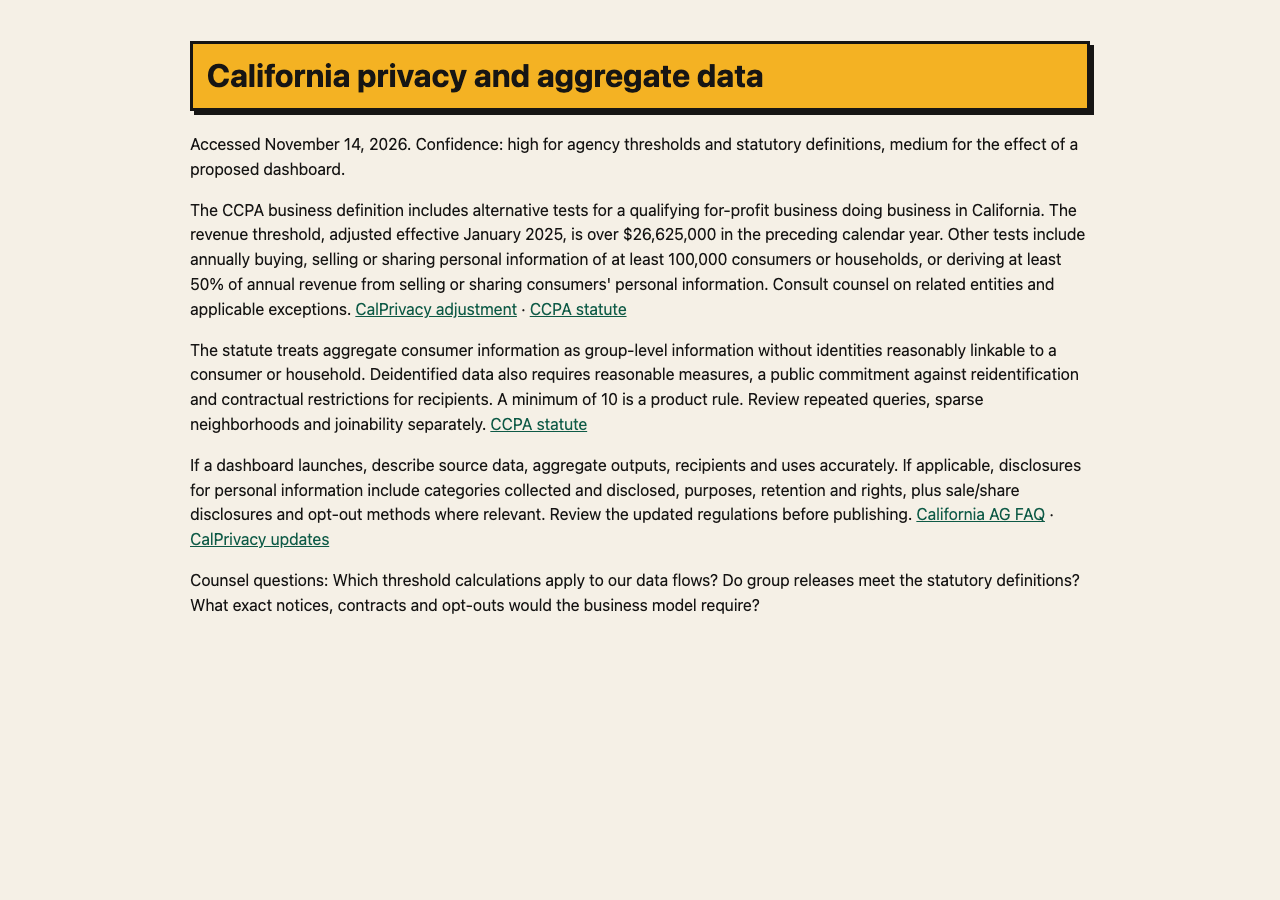 California privacy and aggregate data
Accessed November 14, 2026. Confidence: high for agency thresholds and statutory definitions, medium for the effect of a
proposed dashboard.
The CCPA business definition includes alternative tests for a qualifying for-profit business doing business in California. The
revenue threshold, adjusted effective January 2025, is over $26,625,000 in the preceding calendar year. Other tests include
annually buying, selling or sharing personal information of at least 100,000 consumers or households, or deriving at least
50% of annual revenue from selling or sharing consumers' personal information. Consult counsel on related entities and
applicable exceptions. CalPrivacy adjustment · CCPA statute
The statute treats aggregate consumer information as group-level information without identities reasonably linkable to a
consumer or household. Deidentified data also requires reasonable measures, a public commitment against reidentification
and contractual restrictions for recipients. A minimum of 10 is a product rule. Review repeated queries, sparse
neighborhoods and joinability separately. CCPA statute
If a dashboard launches, describe source data, aggregate outputs, recipients and uses accurately. If applicable, disclosures
for personal information include categories collected and disclosed, purposes, retention and rights, plus sale/share
disclosures and opt-out methods where relevant. Review the updated regulations before publishing. California AG FAQ ·
CalPrivacy updates
Counsel questions: Which threshold calculations apply to our data flows? Do group releases meet the statutory definitions?
What exact notices, contracts and opt-outs would the business model require?